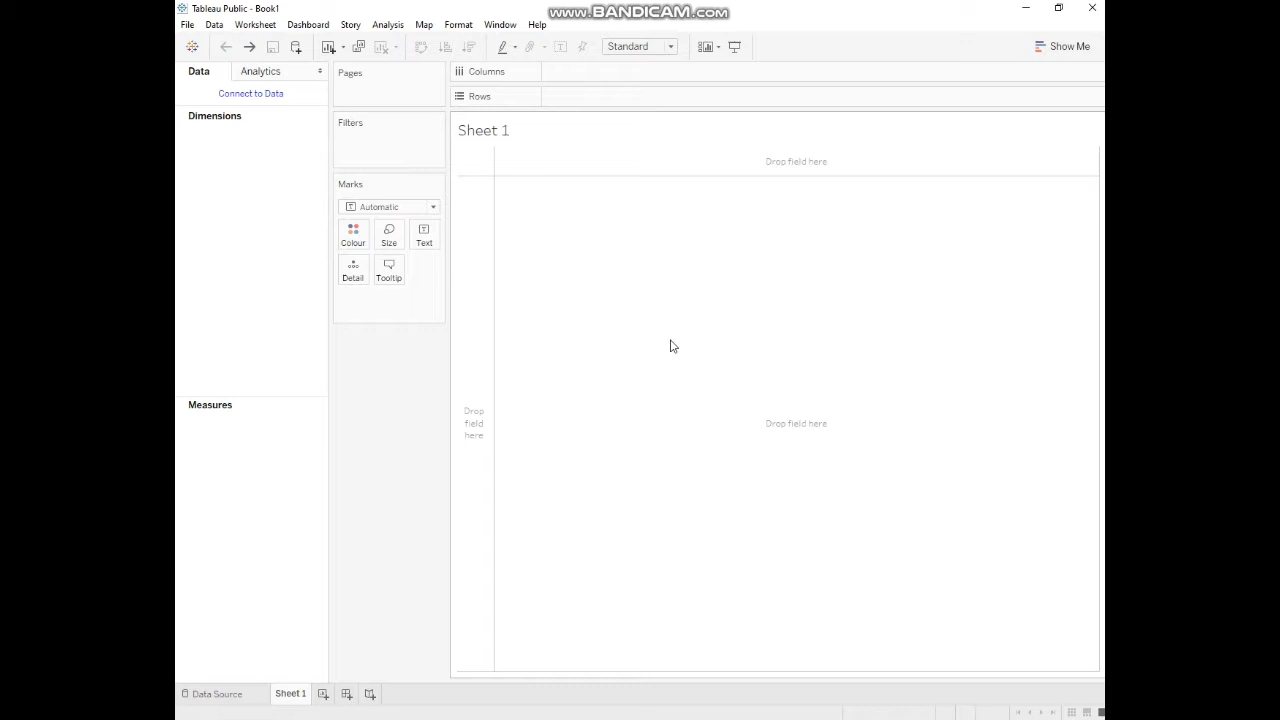 Tableau Public - Book1
www.BANDICAM.com
File Data Worksheet Dashboard Story Analysis Map Format Window Help
Standard
Show Me
Data
Analytics
Connect to Data
Dimensions
Measures
Pages
Filters
Marks
Automatic
Colour
Size
Text
Detail
Tooltip
Columns
Rows
Sheet 1
Drop field here
Drop
field
here
Drop field here
Data Source
Sheet 1